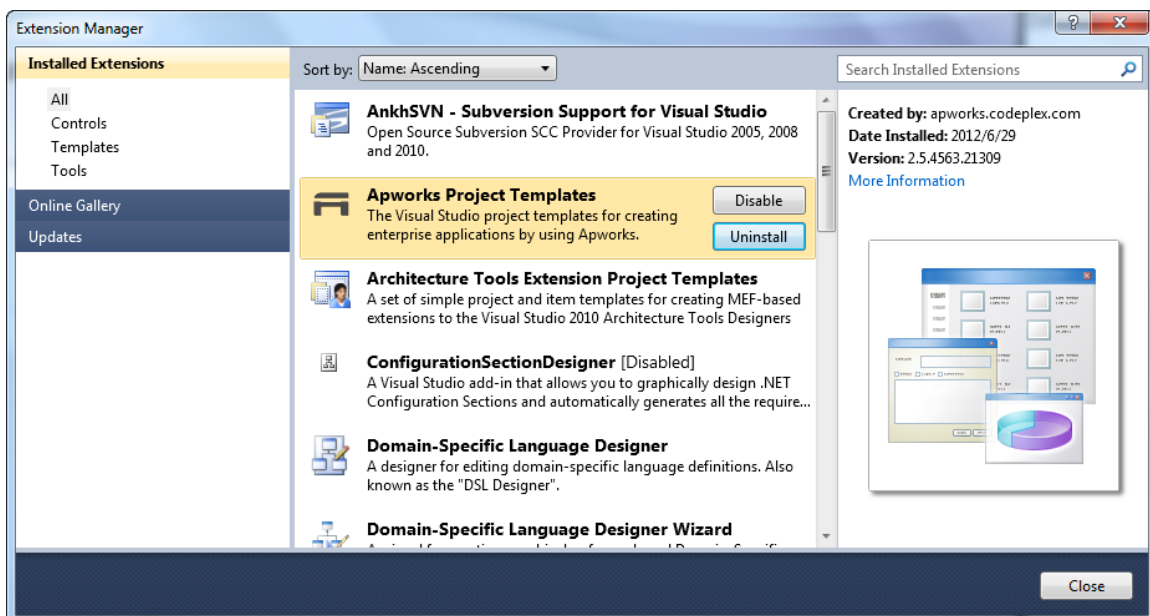 Extension Manager
Installed Extensions
All
Controls
Templates
Tools
Online Gallery
Updates
Sort by: Name: Ascending
Search Installed Extensions
AnkhSVN - Subversion Support for Visual Studio
Open Source Subversion SCC Provider for Visual Studio 2005, 2008
and 2010.
Apworks Project Templates
The Visual Studio project templates for creating
enterprise applications by using Apworks.
Disable
Uninstall
Architecture Tools Extension Project Templates
A set of simple project and item templates for creating MEF-based
extensions to the Visual Studio 2010 Architecture Tools Designers
ConfigurationSectionDesigner [Disabled]
A Visual Studio add-in that allows you to graphically design .NET
Configuration Sections and automatically generates all the require...
Domain-Specific Language Designer
A designer for editing domain-specific language definitions. Also
known as the "DSL Designer".
Domain-Specific Language Designer Wizard
Created by: apworks.codeplex.com
Date Installed: 2012/6/29
Version: 2.5.4563.21309
More Information
Close